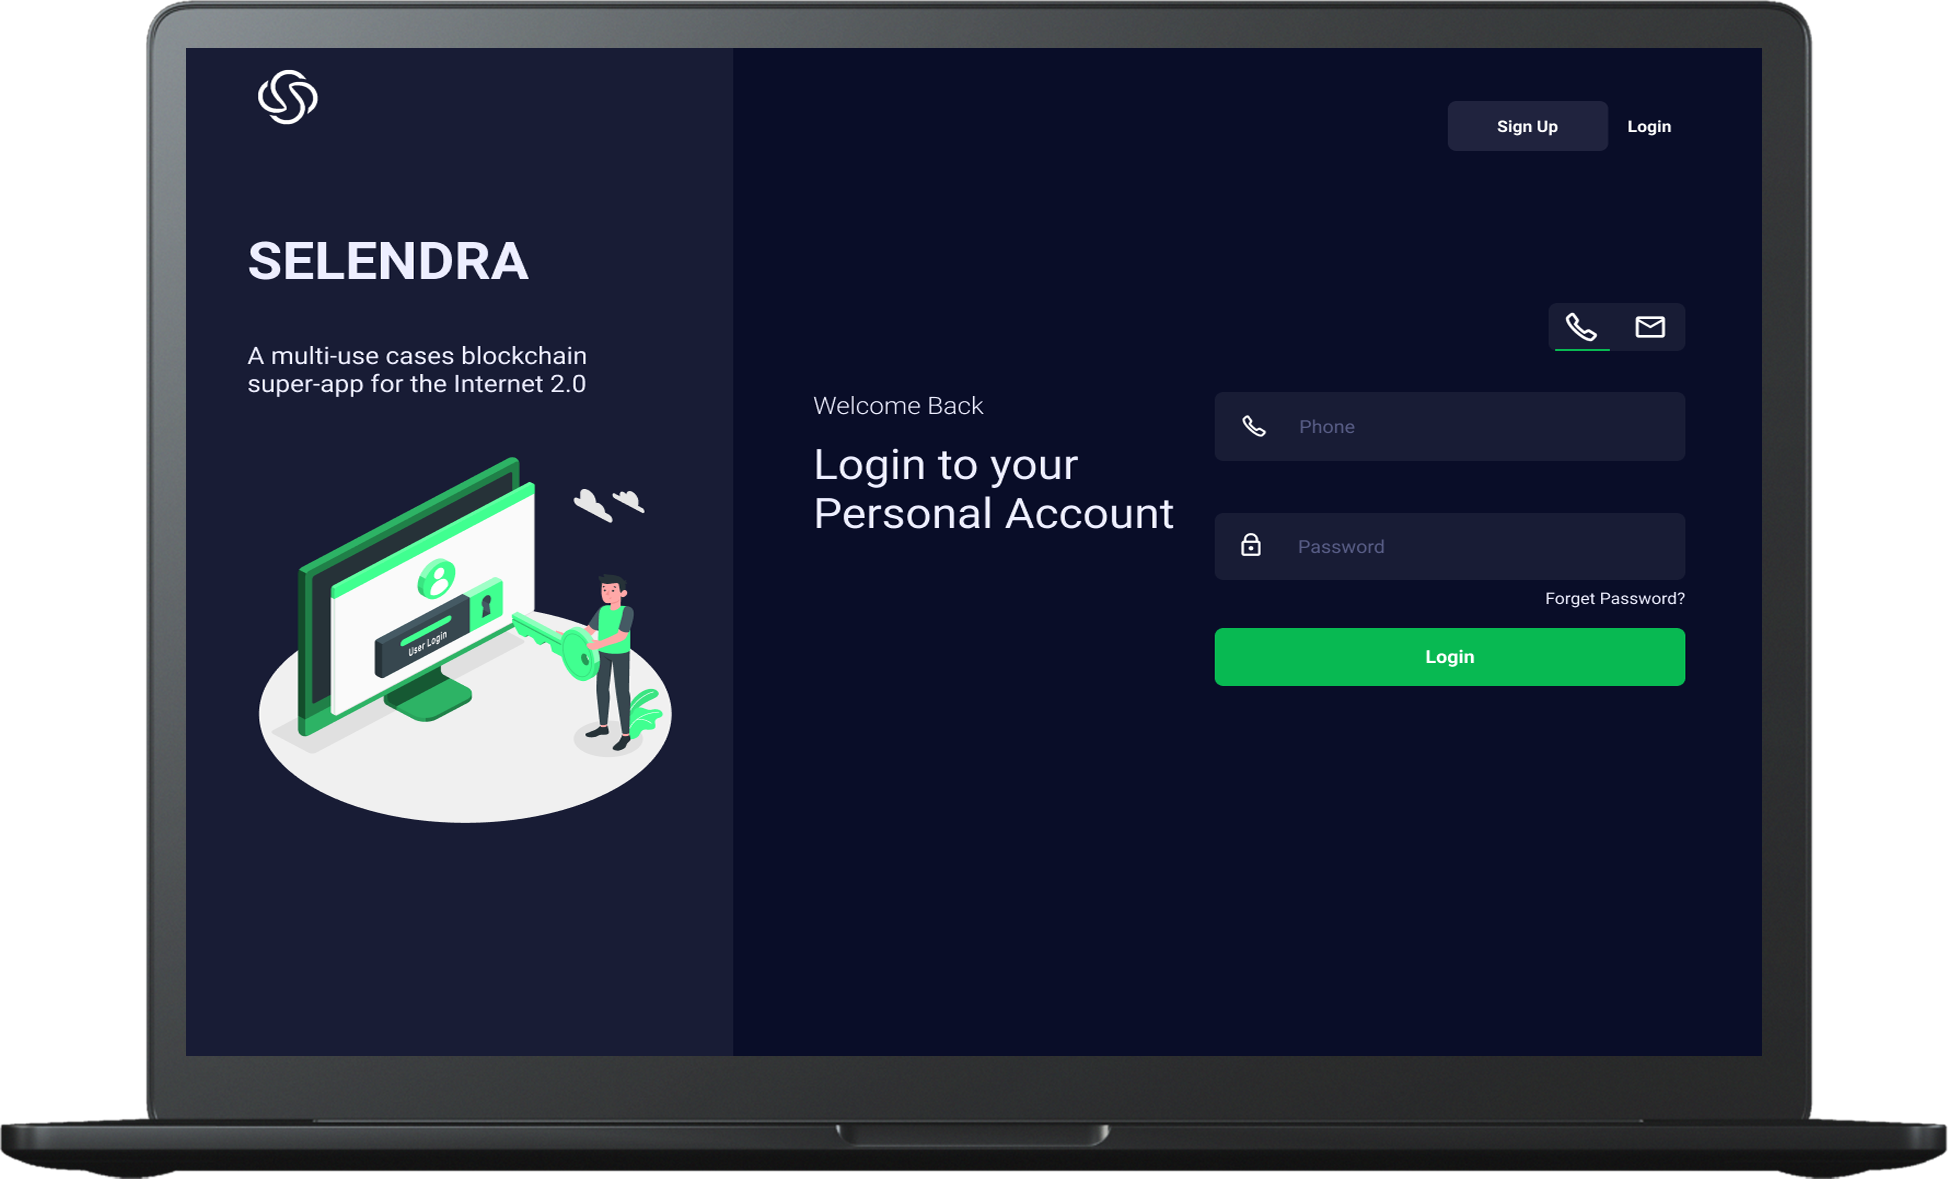 Sign Up
Login
SELENDRA
A multi-use cases blockchain
super-app for the Internet 2.0
Welcome Back
Login to your
Personal Account
Phone
Password
Forget Password?
Login
User Login